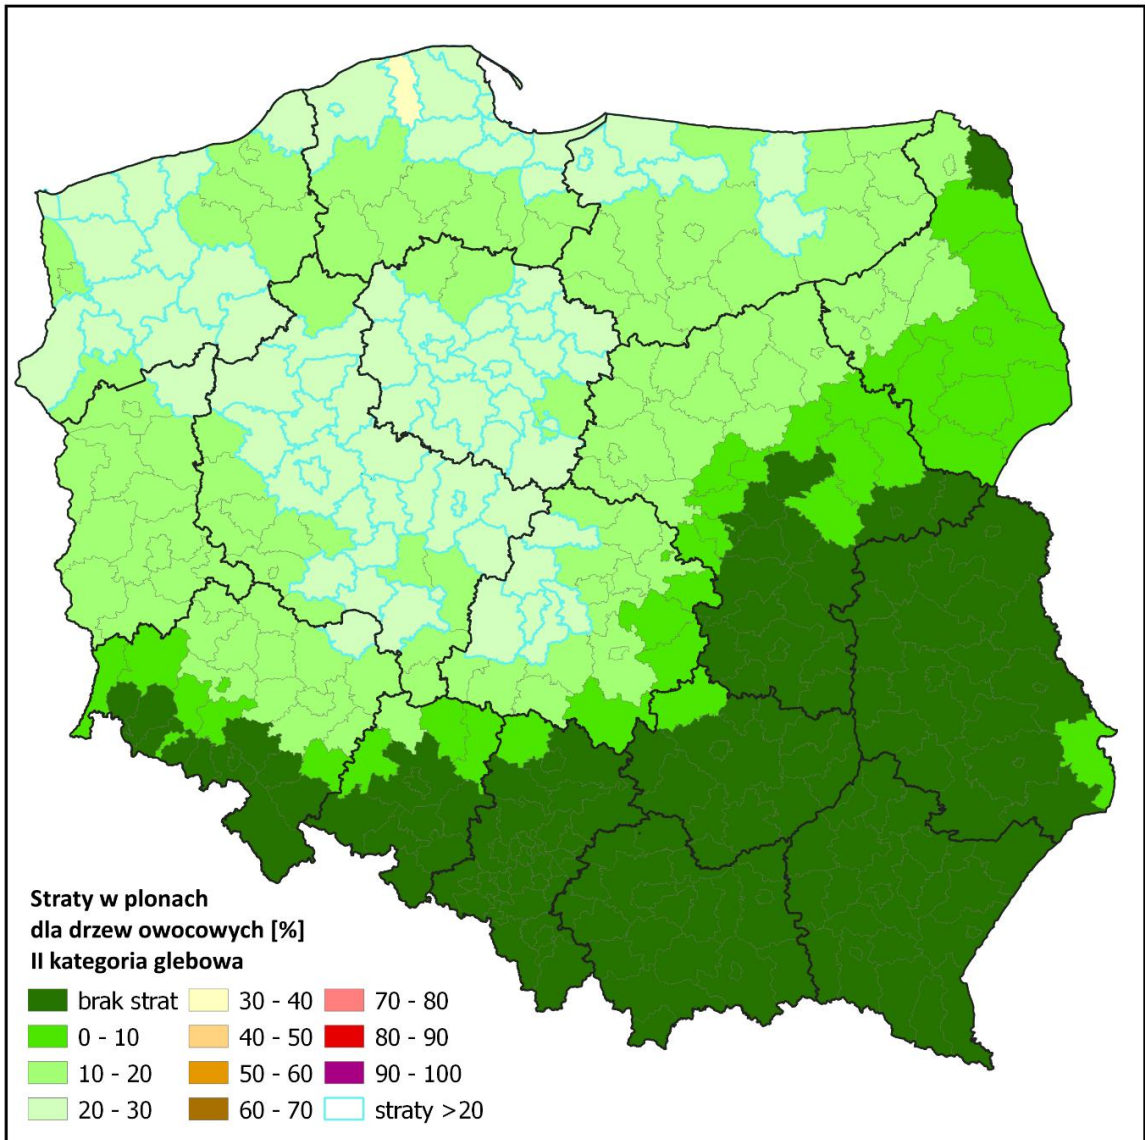 Straty w plonach
dla drzew owocowych [%]
II kategoria glebowa
brak strat
0 - 10
10 - 20
20 - 30
30 - 40
40 - 50
50 - 60
60 - 70
70 - 80
80 - 90
90 - 100
straty >20